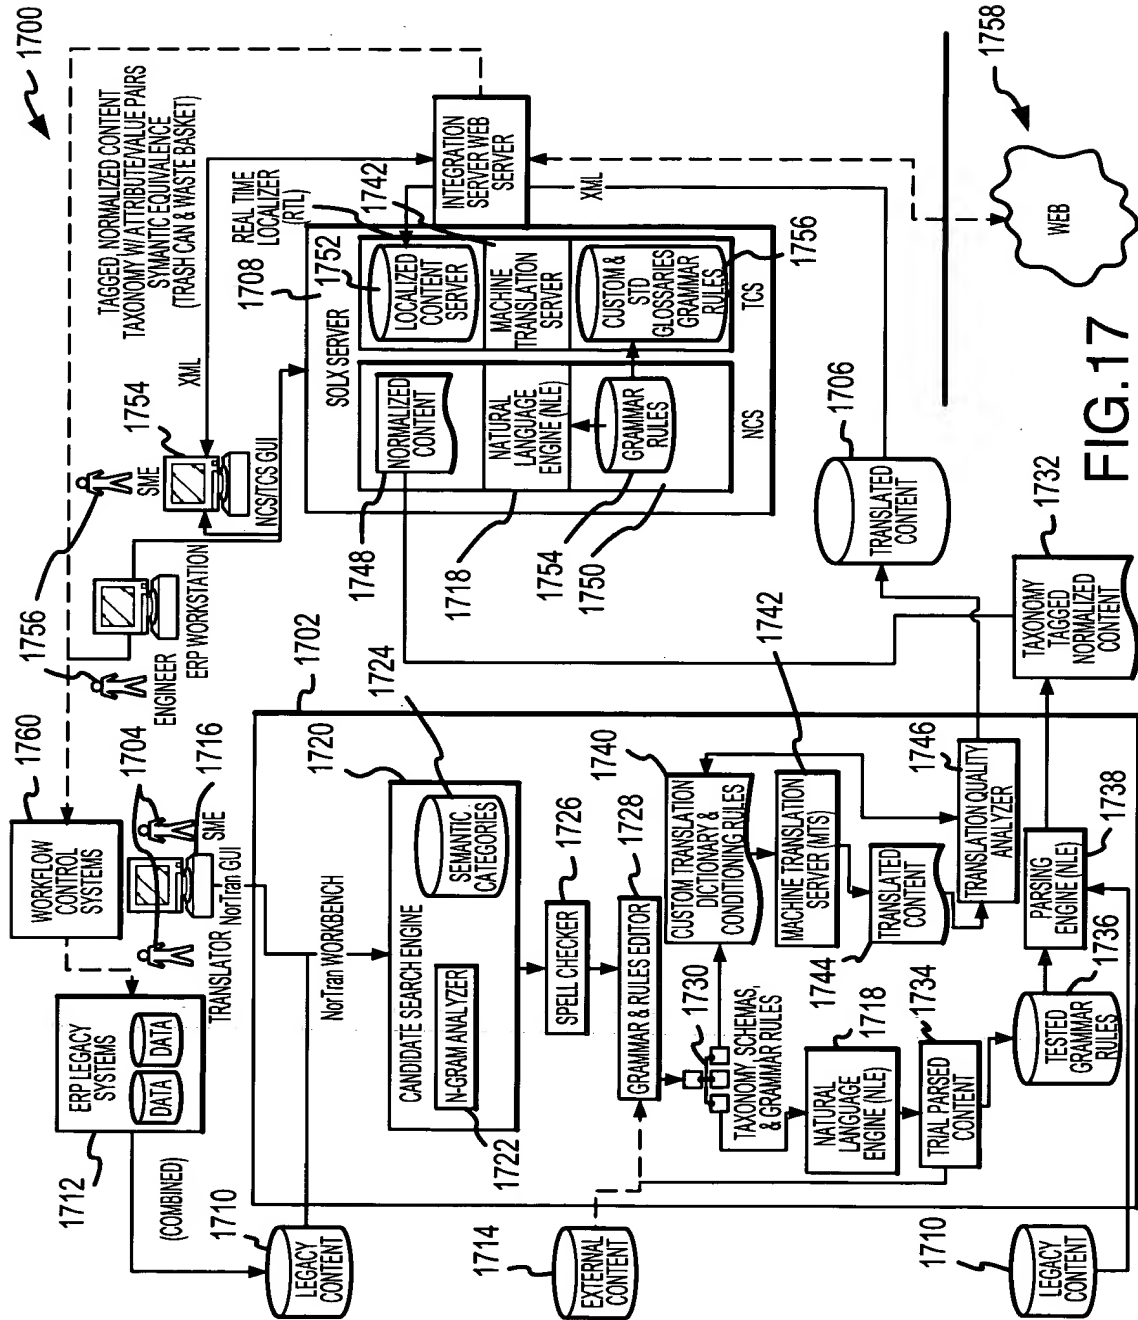 1700
TAGGED NORMALIZED CONTENT
TAXONOMY W/ ATTRIBUTE/VALUE PAIRS
SYMANTIC EQUIVALENCE
(TRASH CAN & WASTE BASKET)
1760
WORKFLOW
CONTROL
SYSTEMS
1756
ENGINEER
ERP WORKSTATION
SME
1754
NCS/TCS GUI
XML
1712
ERP LEGACY
SYSTEMS
DATA
DATA
TRANSLATOR
1704
1716
SME
NorTran GUI
(COMBINED)
1710
LEGACY
CONTENT
1702
NorTran WORKBENCH
CANDIDATE SEARCH ENGINE
1720
N-GRAM ANALYZER
1722
SEMANTIC
CATEGORIES
1724
SPELL CHECKER
1726
GRAMMAR & RULES EDITOR
1728
1714
EXTERNAL
CONTENT
1730
TAXONOMY SCHEMAS,
& GRAMMAR RULES
1740
CUSTOM TRANSLATION
DICTIONARY &
CONDITIONING RULES
1742
MACHINE TRANSLATION
SERVER (MTS)
1744
TRANSLATED
CONTENT
1746
TRANSLATION QUALITY
ANALYZER
NATURAL
LANGUAGE
ENGINE (NLE)
1718
TRIAL PARSED
CONTENT
1734
TESTED
GRAMMAR
RULES
1736
PARSING
ENGINE (NLE)
1738
1710
LEGACY
CONTENT
1708
SOLX SERVER
1752
REAL TIME
LOCALIZER
(RTL)
1742
1748
NORMALIZED
CONTENT
1718
NATURAL
LANGUAGE
ENGINE (NLE)
1754
GRAMMAR
RULES
1750
NCS
LOCALIZED
CONTENT
SERVER
MACHINE
TRANSLATION
SERVER
CUSTOM &
STD
GLOSSARIES
GRAMMAR
RULES
1756
TCS
INTEGRATION
SERVER WEB
SERVER
XML
1706
TRANSLATED
CONTENT
1732
TAXONOMY
TAGGED
NORMALIZED
CONTENT
WEB
1758
FIG.17